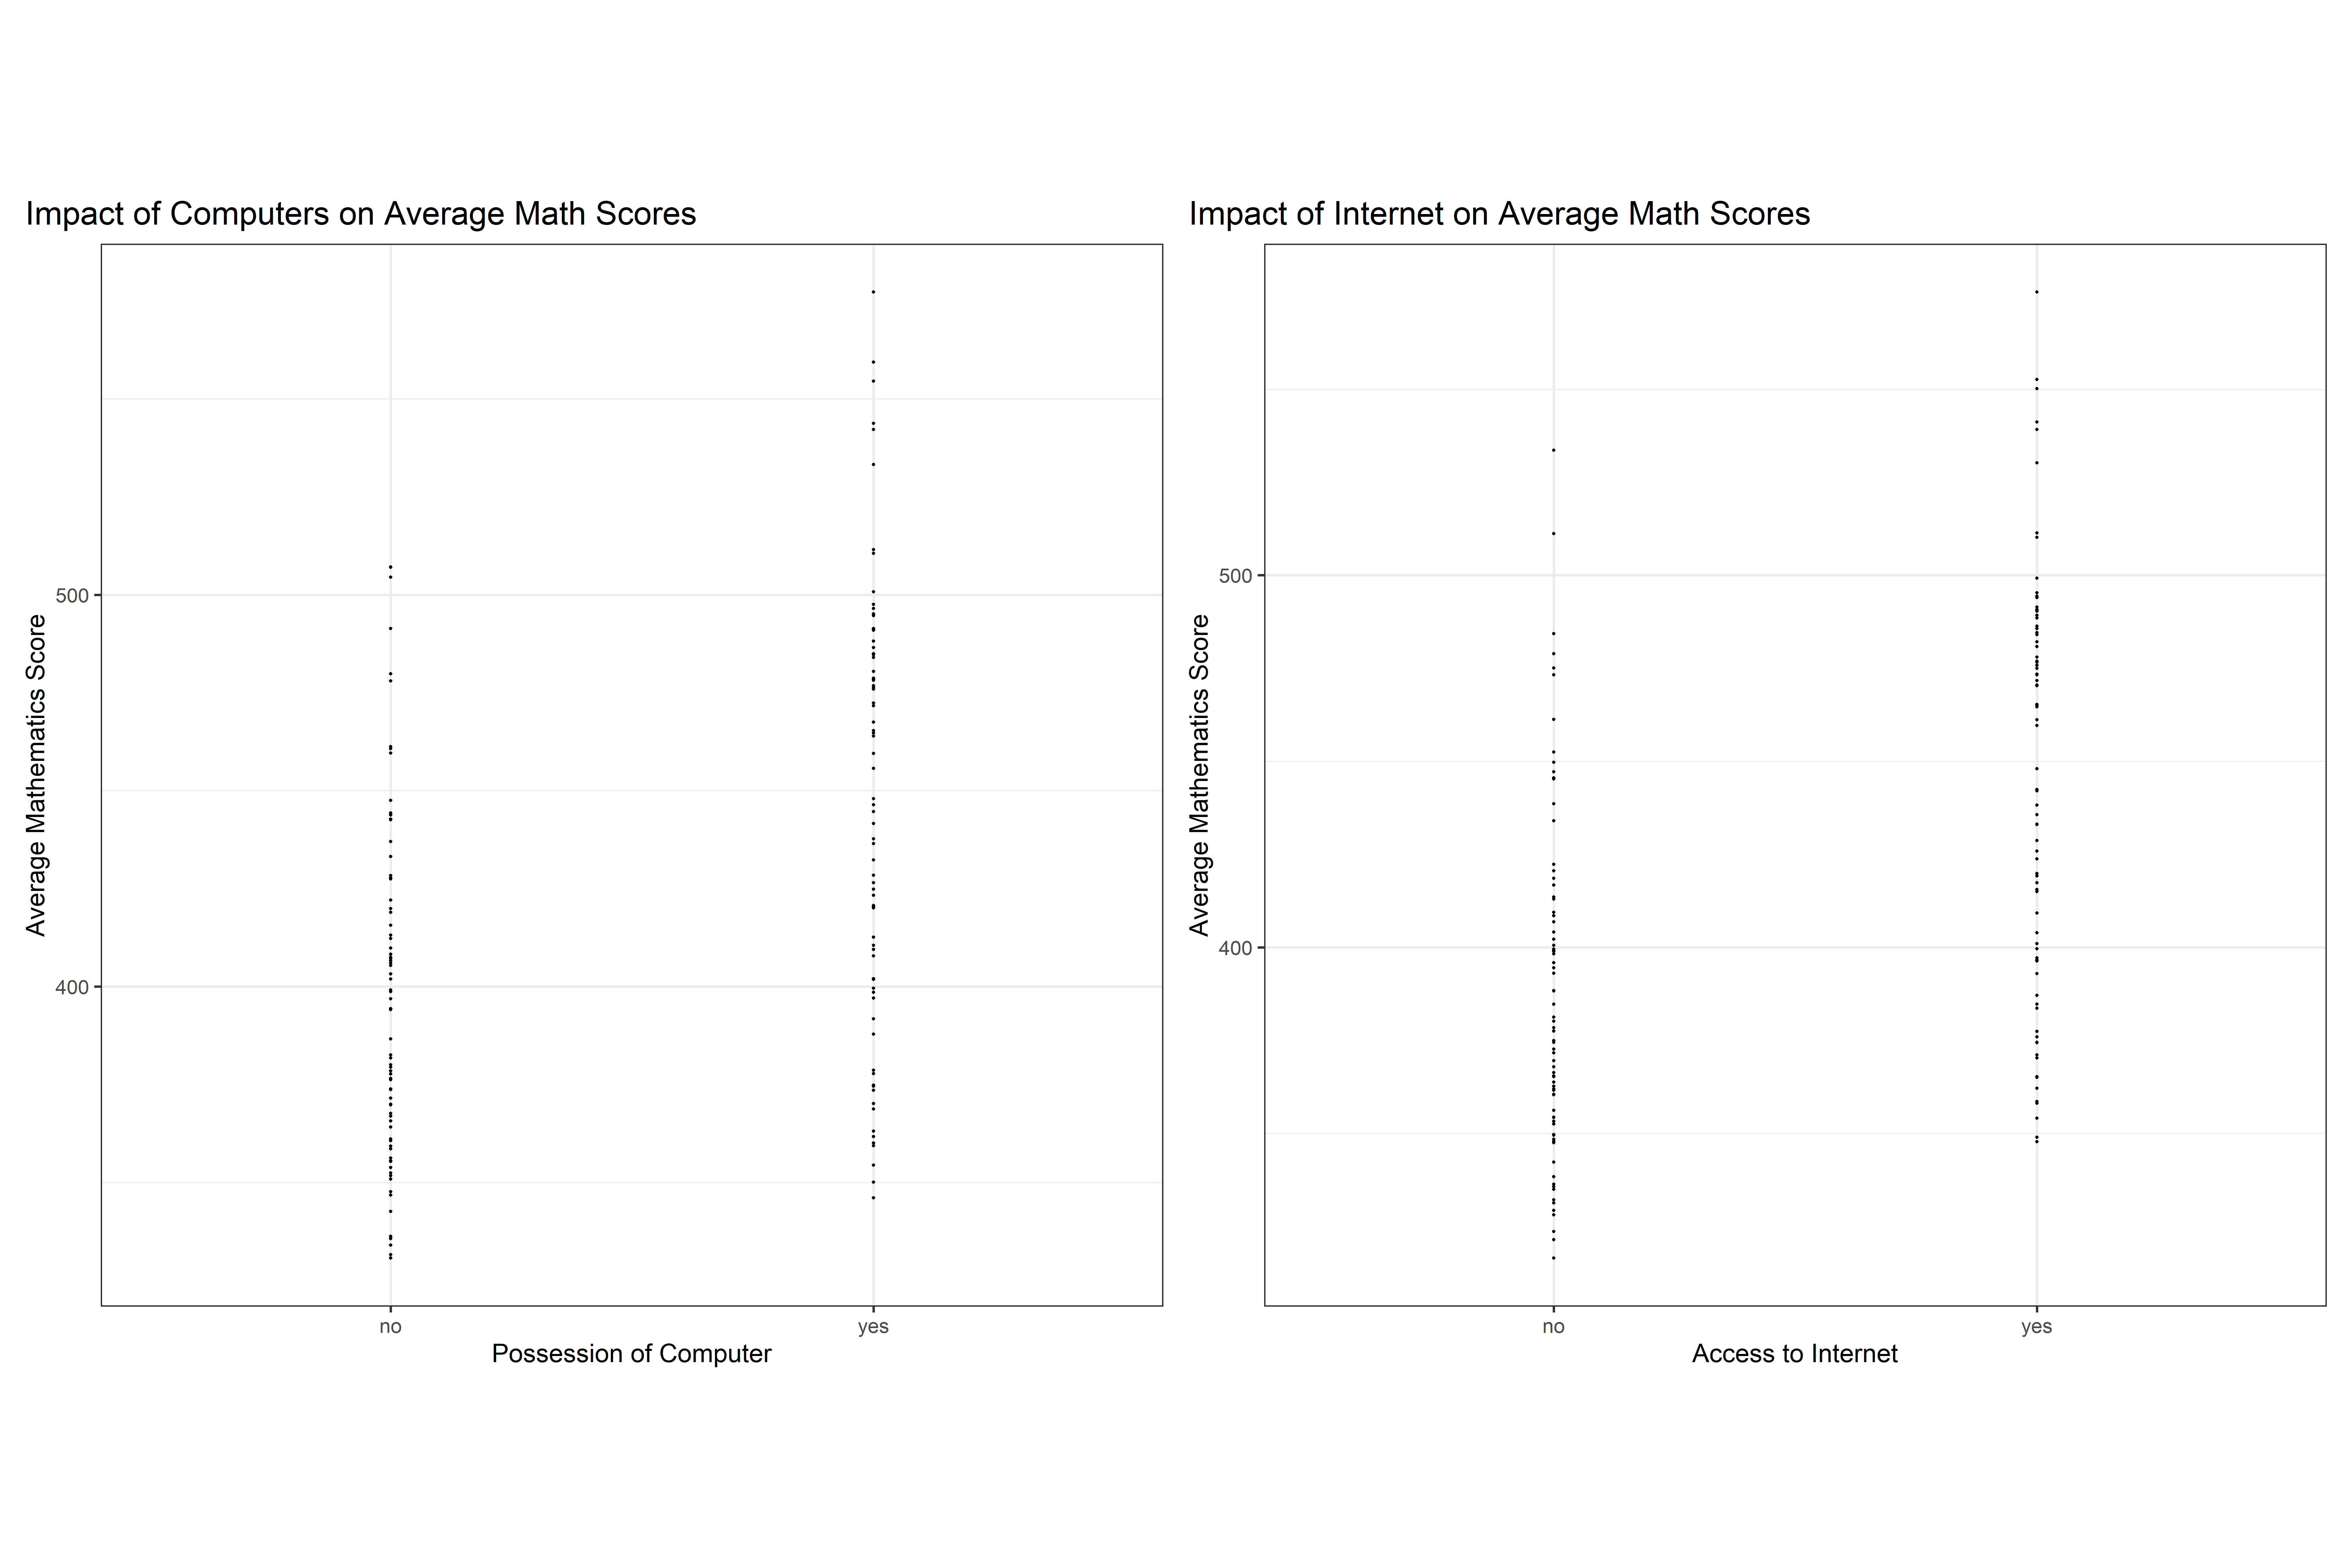 Impact of Computers on Average Math Scores
Average Mathematics Score
500
400
no
yes
Possession of Computer
Impact of Internet on Average Math Scores
Average Mathematics Score
500
400
no
yes
Access to Internet